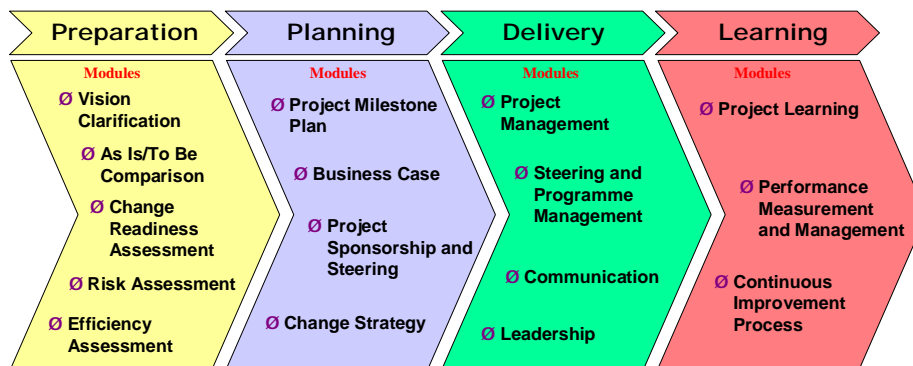 Preparation
Planning
Delivery
Learning
Modules
Ø Vision
Clarification
Ø As Is/To Be
Comparison
Ø Change
Readiness
Assessment
Ø Risk Assessment
Ø Efficiency
Assessment
Modules
Ø Project Milestone
Plan
Ø Business Case
Ø Project
Sponsorship and
Steering
Ø Change Strategy
Modules
Ø Project
Management
Ø Steering and
Programme
Management
Ø Communication
Ø Leadership
Modules
Ø Project Learning
Ø Performance
Measurement
and Management
Ø Continuous
Improvement
Process